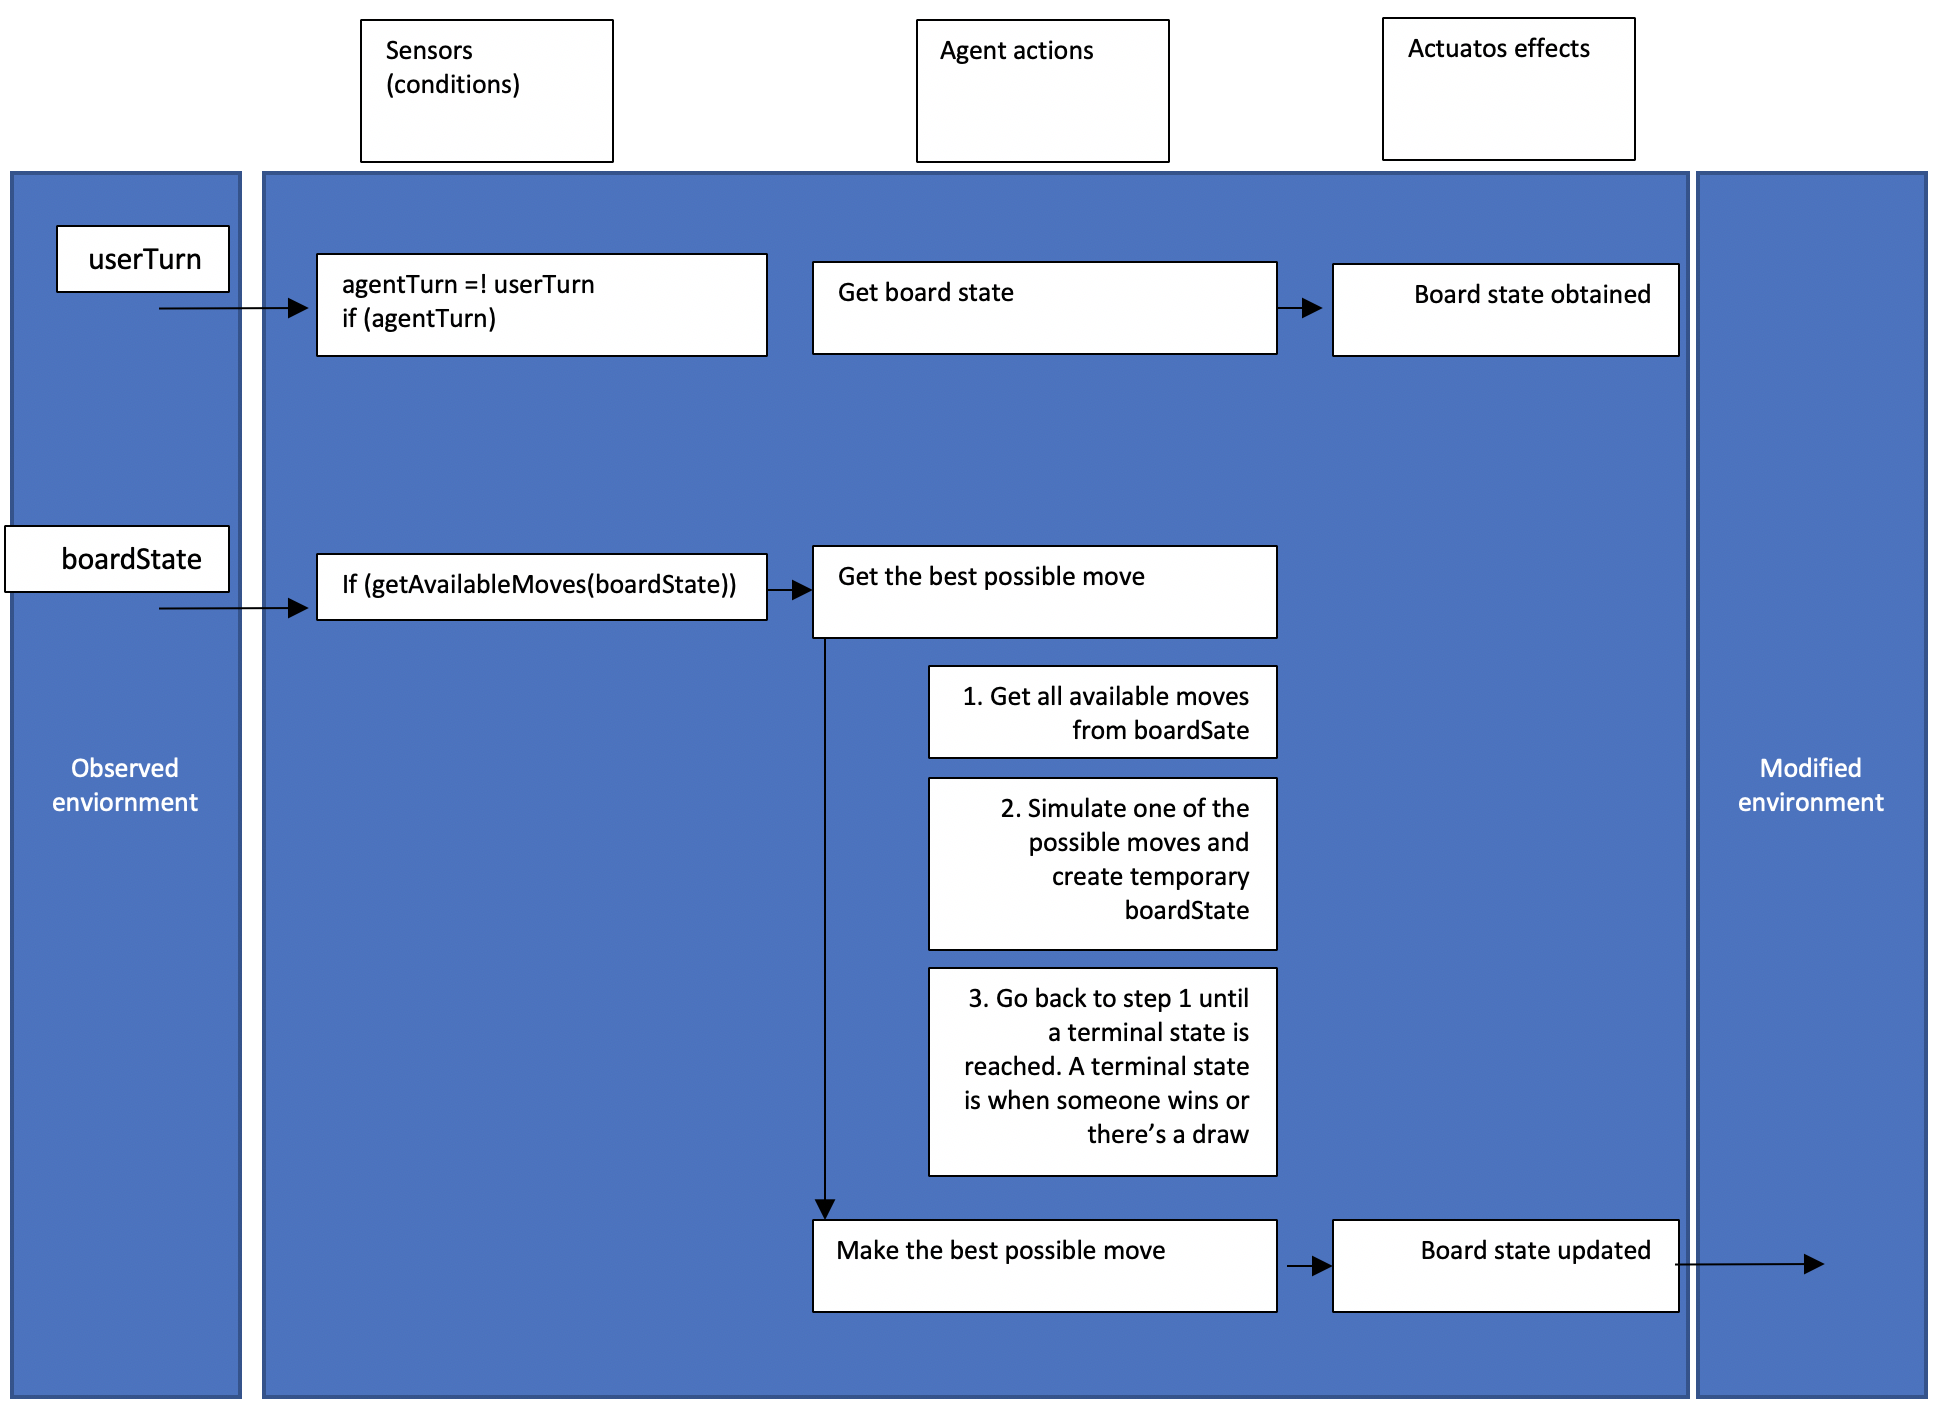 Sensors
(conditions)
Agent actions
Actuatos effects
userTurn
agentTurn =! userTurn
if (agentTurn)
Get board state
Board state obtained
boardState
If (getAvailableMoves(boardState))
Get the best possible move
1. Get all available moves
from boardSate
2. Simulate one of the
possible moves and
create temporary
boardState
3. Go back to step 1 until
a terminal state is
reached. A terminal state
is when someone wins or
there’s a draw
Observed
enviornment
Modified
environment
Make the best possible move
Board state updated